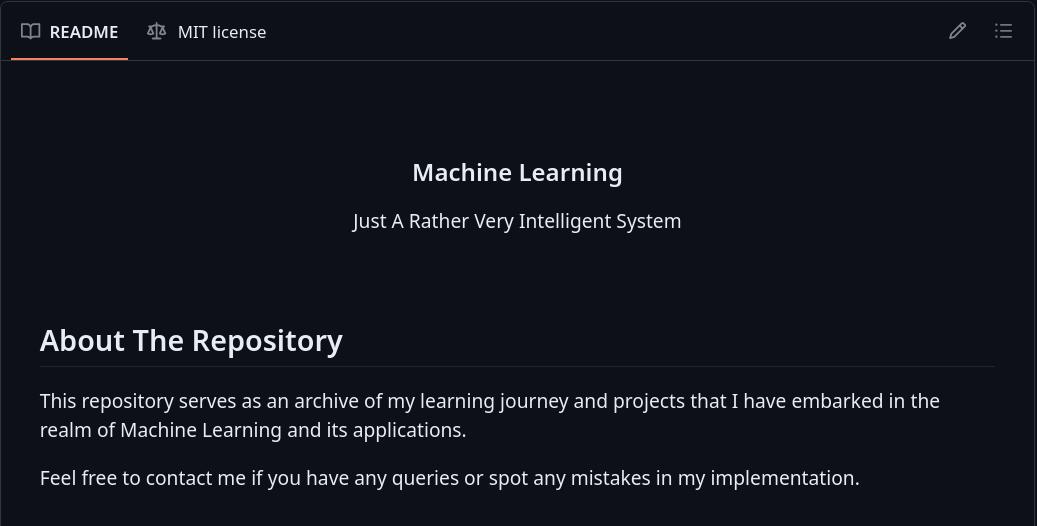 README
MIT license
Machine Learning
Just A Rather Very Intelligent System
About The Repository
This repository serves as an archive of my learning journey and projects that I have embarked in the
realm of Machine Learning and its applications.
Feel free to contact me if you have any queries or spot any mistakes in my implementation.